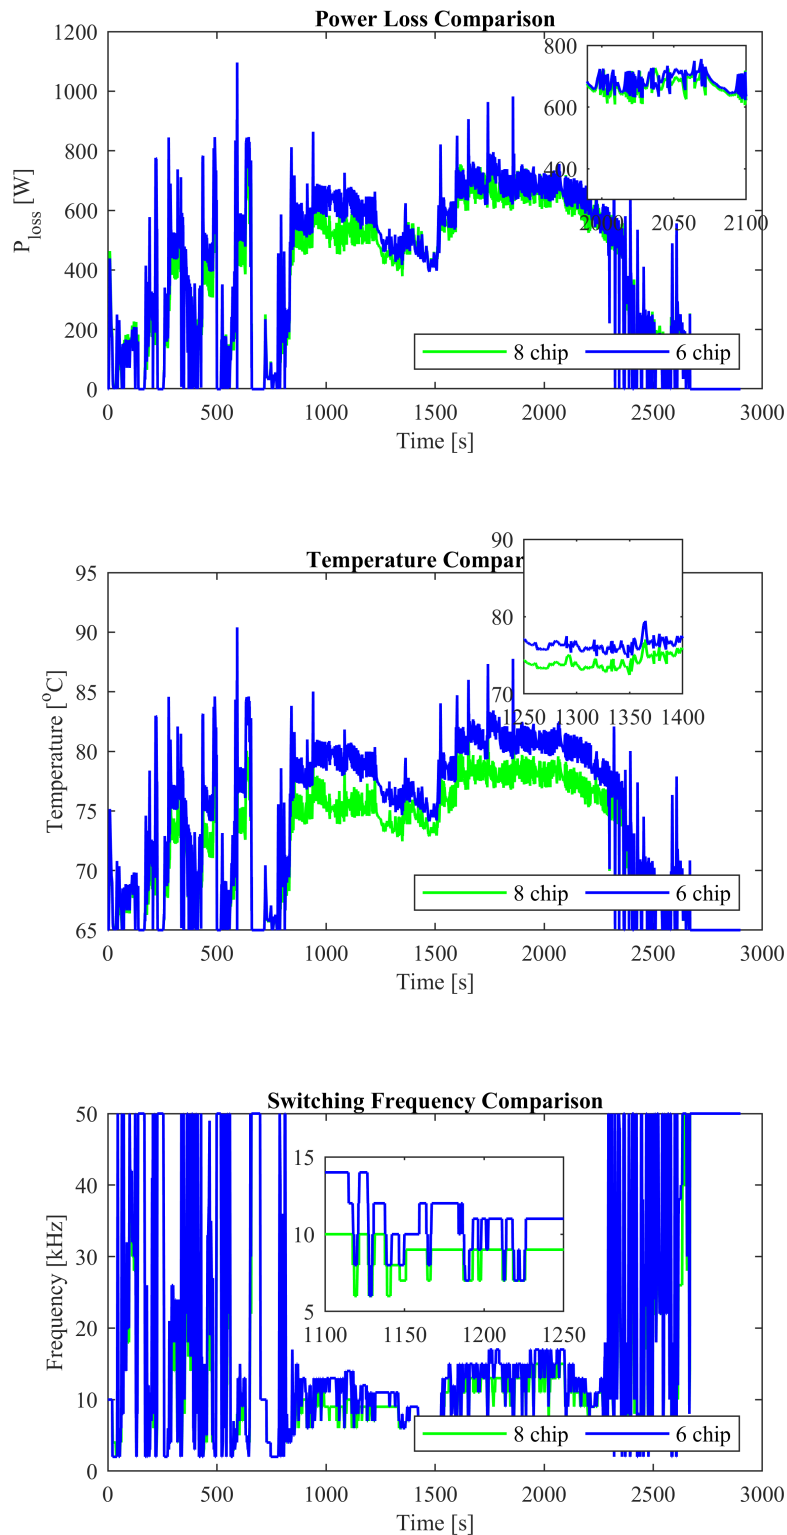 Power Loss Comparison
1200
1000
800
600
400
200
0
P_loss [W]
800
600
400
2000 2050 2100
8 chip 6 chip
0 500 1000 1500 2000 2500 3000
Time [s]
Temperature Compar
95
90
85
80
75
70
65
Temperature [°C]
90
80
70
1250 1300 1350 1400
8 chip 6 chip
0 500 1000 1500 2000 2500 3000
Time [s]
Switching Frequency Comparison
50
40
30
20
10
0
Frequency [kHz]
15
10
5
1100 1150 1200 1250
8 chip 6 chip
0 500 1000 1500 2000 2500 3000
Time [s]